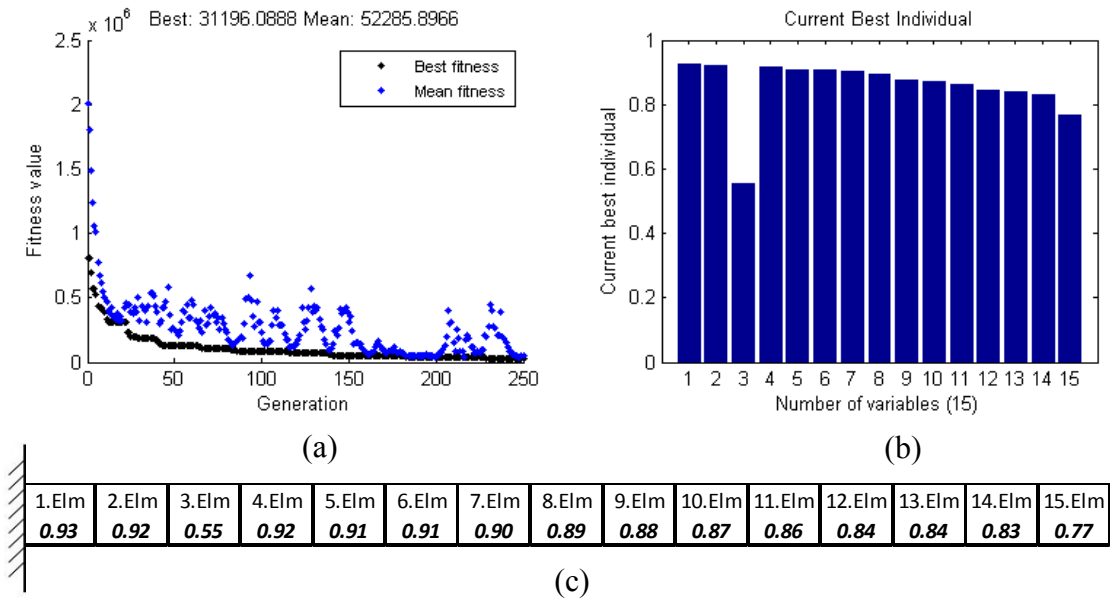 × 10^6 Best: 31196.0888 Mean: 52285.8966
2.5
2
1.5
1
0.5
0
Fitness value
Best fitness
Mean fitness
0 50 100 150 200 250
Generation
(a)
Current Best Individual
1
0.8
0.6
0.4
0.2
0
Current best individual
1 2 3 4 5 6 7 8 9 10 11 12 13 14 15
Number of variables (15)
(b)
1.Elm 2.Elm 3.Elm 4.Elm 5.Elm 6.Elm 7.Elm 8.Elm 9.Elm 10.Elm 11.Elm 12.Elm 13.Elm 14.Elm 15.Elm
0.93 0.92 0.55 0.92 0.91 0.91 0.90 0.89 0.88 0.87 0.86 0.84 0.84 0.83 0.77
(c)